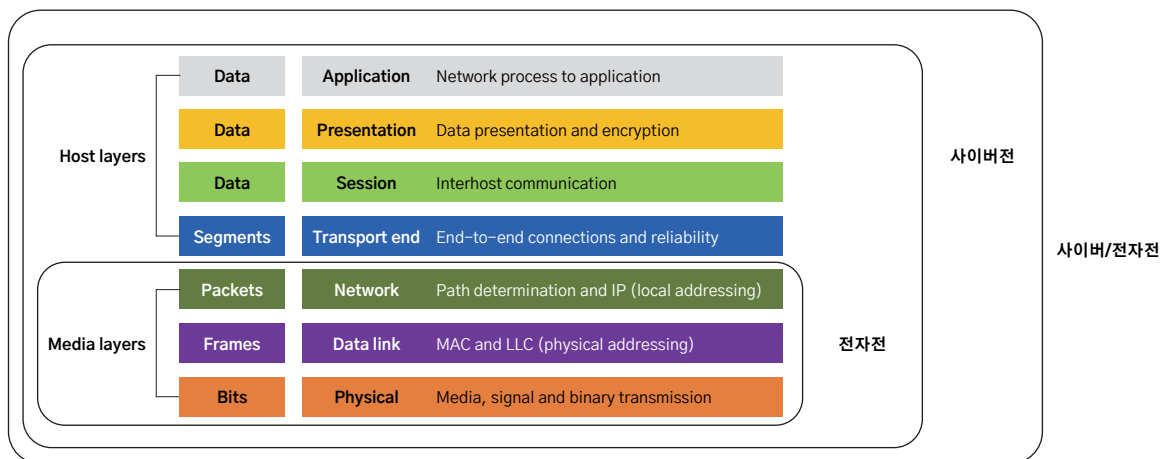 Data Application Network process to application
Data Presentation Data presentation and encryption
Host layers
사이버전
Data Session Interhost communication
Segments Transport end End-to-end connections and reliability
사이버/전자전
Packets Network Path determination and IP (local addressing)
Media layers Frames Data link MAC and LLC (physical addressing) 전자전
Bits Physical Media, signal and binary transmission